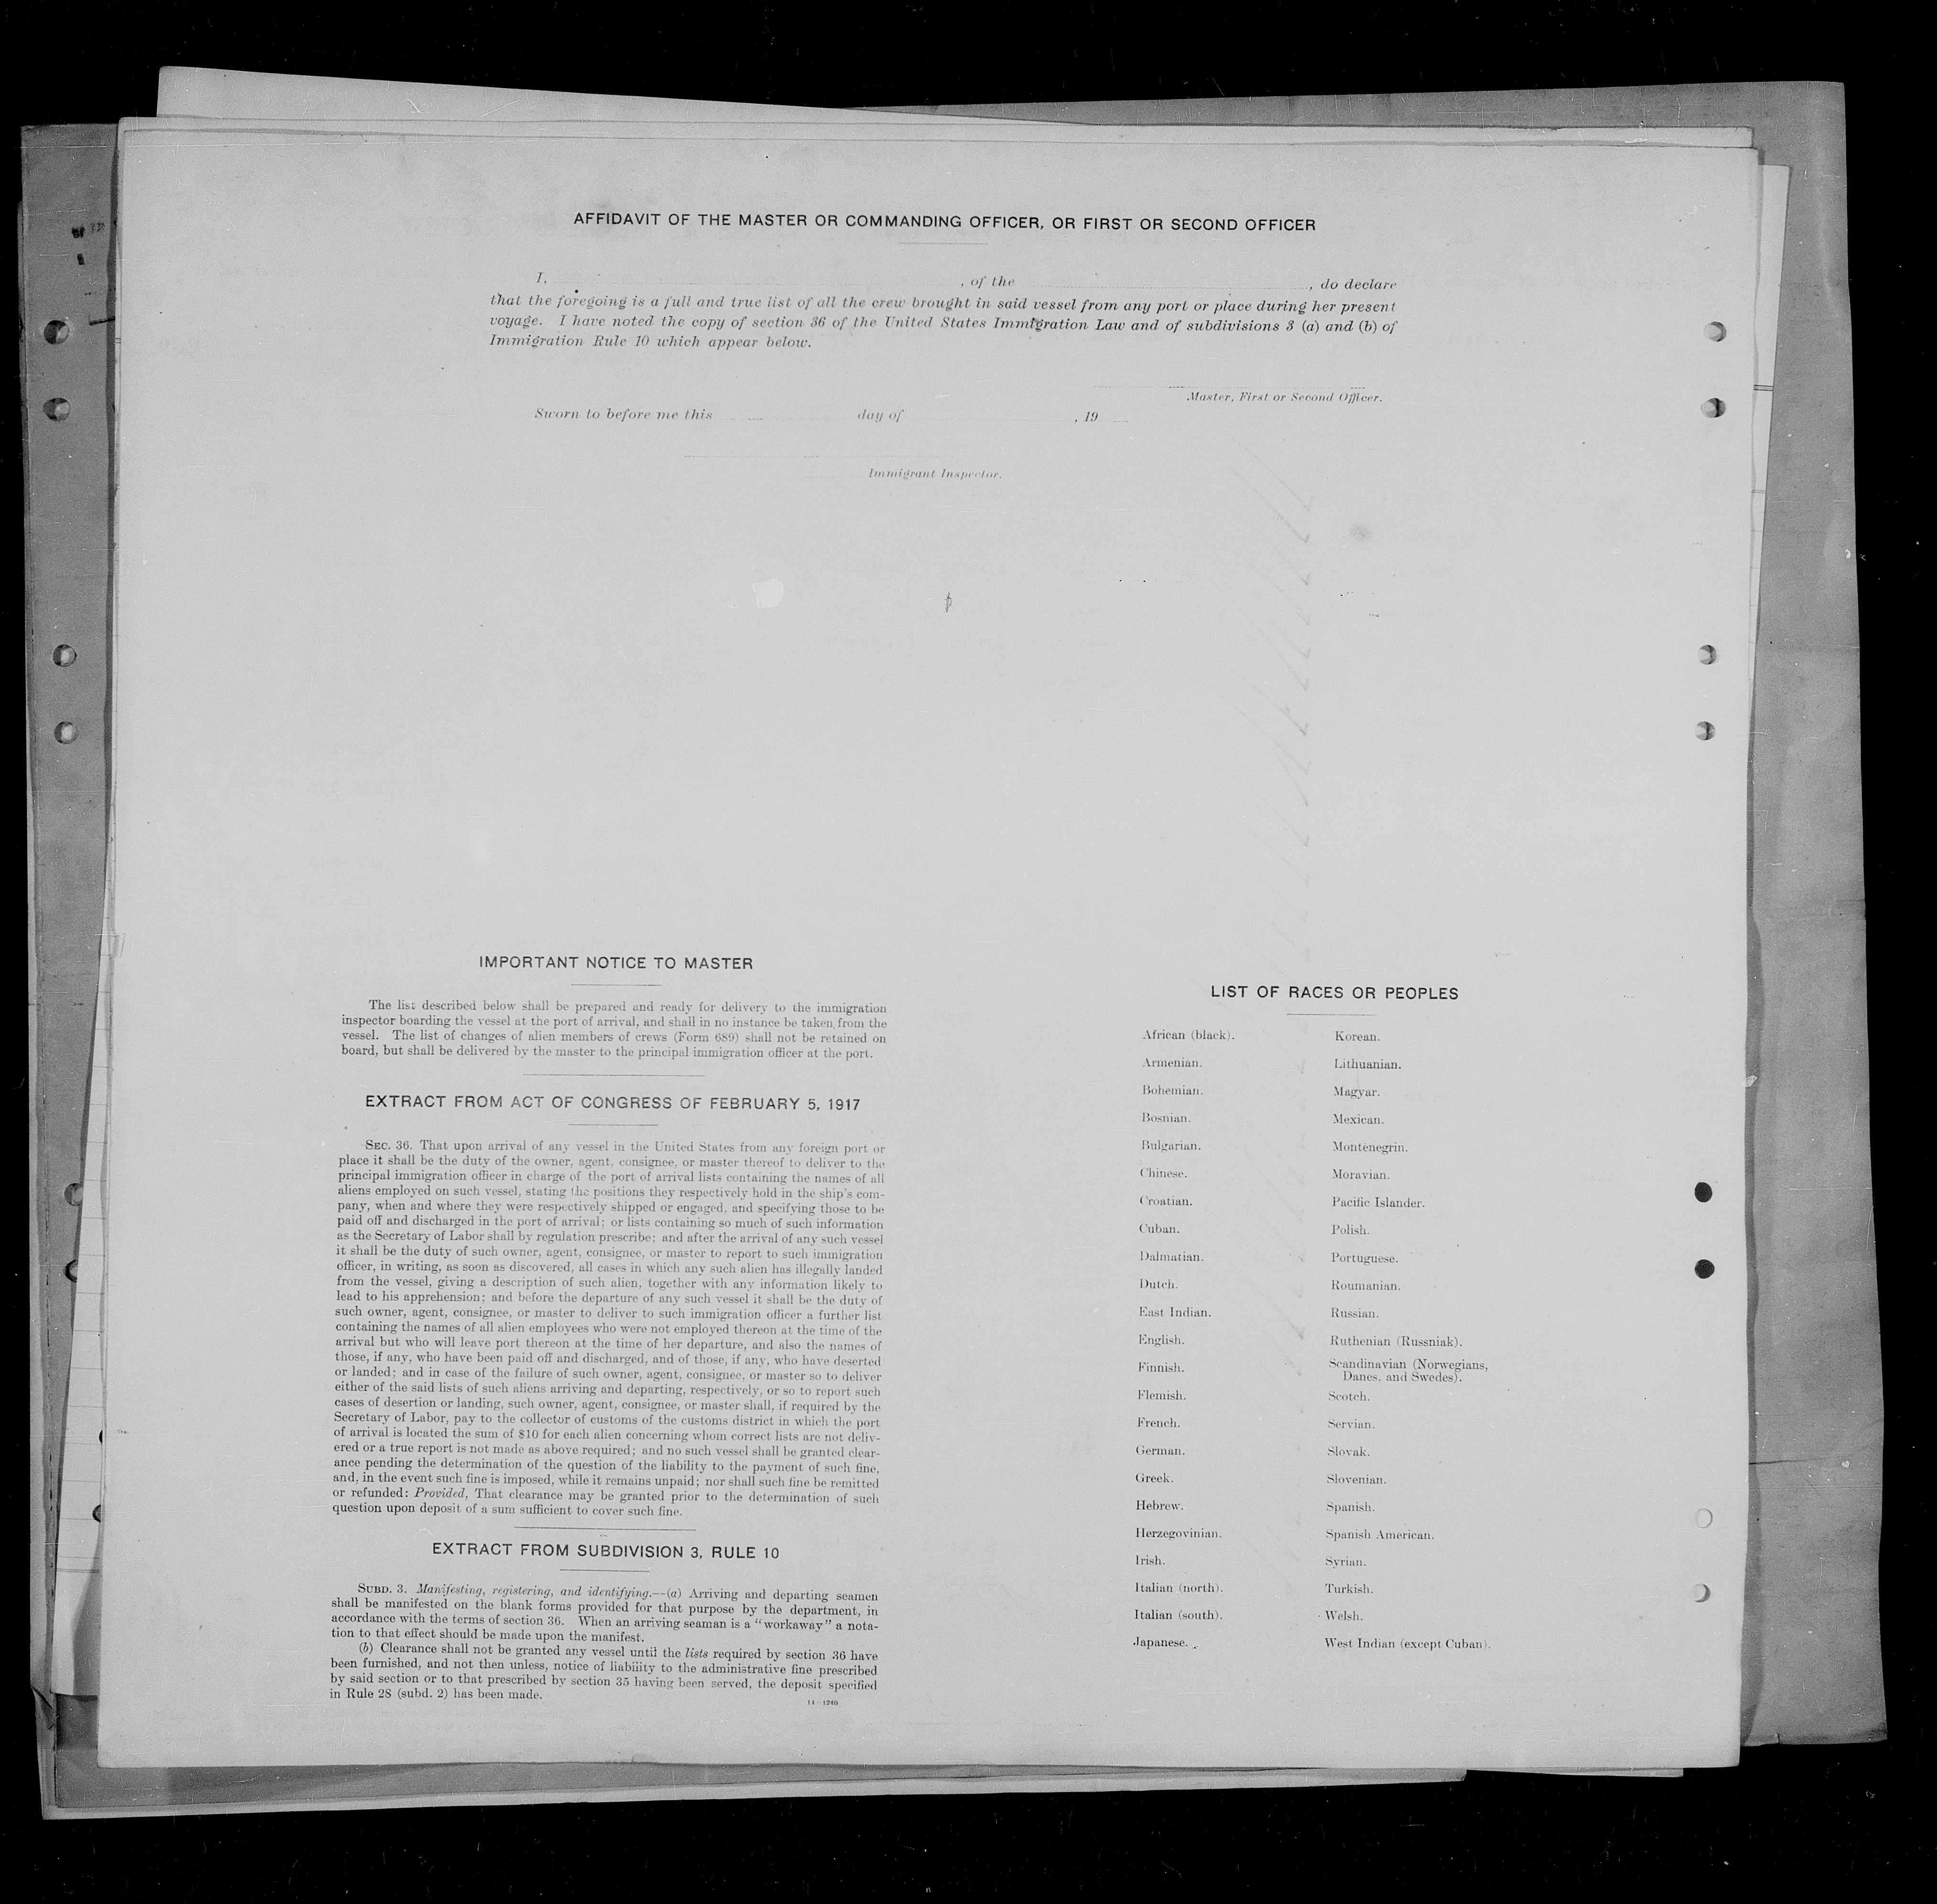 AFFIDAVIT OF THE MASTER OR COMMANDING OFFICER, OR FIRST OR SECOND OFFICER
I, , of the , do declare
that the foregoing is a full and true list of all the crew brought in said vessel from any port or place during her present
voyage. I have noted the copy of section 36 of the United States Immigration Law and of subdivisions 3 (a) and (b) of
Immigration Rule 10 which appear below.
Master, First or Second Officer.
Sworn to before me this day of , 19
Immigrant Inspector.
IMPORTANT NOTICE TO MASTER
The list described below shall be prepared and ready for delivery to the immigration
inspector boarding the vessel at the port of arrival, and shall in no instance be taken from the
vessel. The list of changes of alien members of crews (Form 689) shall not be retained on
board, but shall be delivered by the master to the principal immigration officer at the port.
EXTRACT FROM ACT OF CONGRESS OF FEBRUARY 5, 1917
SEC. 36. That upon arrival of any vessel in the United States from any foreign port or
place it shall be the duty of the owner, agent, consignee, or master thereof to deliver to the
principal immigration officer in charge of the port of arrival lists containing the names of all
aliens employed on such vessel, stating the positions they respectively hold in the ship's com-
pany, when and where they were respectively shipped or engaged, and specifying those to be
paid off and discharged in the port of arrival; or lists containing so much of such information
as the Secretary of Labor shall by regulation prescribe; and after the arrival of any such vessel
it shall be the duty of such owner, agent, consignee, or master to report to such immigration
officer, in writing, as soon as discovered, all cases in which any such alien has illegally landed
from the vessel, giving a description of such alien, together with any information likely to
lead to his apprehension; and before the departure of any such vessel it shall be the duty of
such owner, agent, consignee, or master to deliver to such immigration officer a further list
containing the names of all alien employees who were not employed thereon at the time of the
arrival but who will leave port thereon at the time of her departure, and also the names of
those, if any, who have been paid off and discharged, and of those, if any, who have deserted
or landed; and in case of the failure of such owner, agent, consignee, or master so to deliver
either of the said lists of such aliens arriving and departing, respectively, or so to report such
cases of desertion or landing, such owner, agent, consignee, or master shall, if required by the
Secretary of Labor, pay to the collector of customs of the customs district in which the port
of arrival is located the sum of $10 for each alien concerning whom correct lists are not deliv-
ered or a true report is not made as above required; and no such vessel shall be granted clear-
ance pending the determination of the question of the liability to the payment of such fine,
and, in the event such fine is imposed, while it remains unpaid; nor shall such fine be remitted
or refunded: Provided, That clearance may be granted prior to the determination of such
question upon deposit of a sum sufficient to cover such fine.
EXTRACT FROM SUBDIVISION 3, RULE 10
SUBD. 3. Manifesting, registering, and identifying.—(a) Arriving and departing seamen
shall be manifested on the blank forms provided for that purpose by the department, in
accordance with the terms of section 36. When an arriving seaman is a "workaway" a nota-
tion to that effect should be made upon the manifest.
(b) Clearance shall not be granted any vessel until the lists required by section 36 have
been furnished, and not then unless, notice of liability to the administrative fine prescribed
by said section or to that prescribed by section 35 having been served, the deposit specified
in Rule 28 (subd. 2) has been made.
14—1240
LIST OF RACES OR PEOPLES
African (black).
Armenian.
Bohemian.
Bosnian.
Bulgarian.
Chinese.
Croatian.
Cuban.
Dalmatian.
Dutch.
East Indian.
English.
Finnish.
Flemish.
French.
German.
Greek.
Hebrew.
Herzegovinian.
Irish.
Italian (north).
Italian (south).
Japanese.
Korean.
Lithuanian.
Magyar.
Mexican.
Montenegrin.
Moravian.
Pacific Islander.
Polish.
Portuguese.
Roumanian.
Russian.
Ruthenian (Russniak).
Scandinavian (Norwegians,
Danes, and Swedes).
Scotch.
Servian.
Slovak.
Slovenian.
Spanish.
Spanish American.
Syrian.
Turkish.
Welsh.
West Indian (except Cuban).